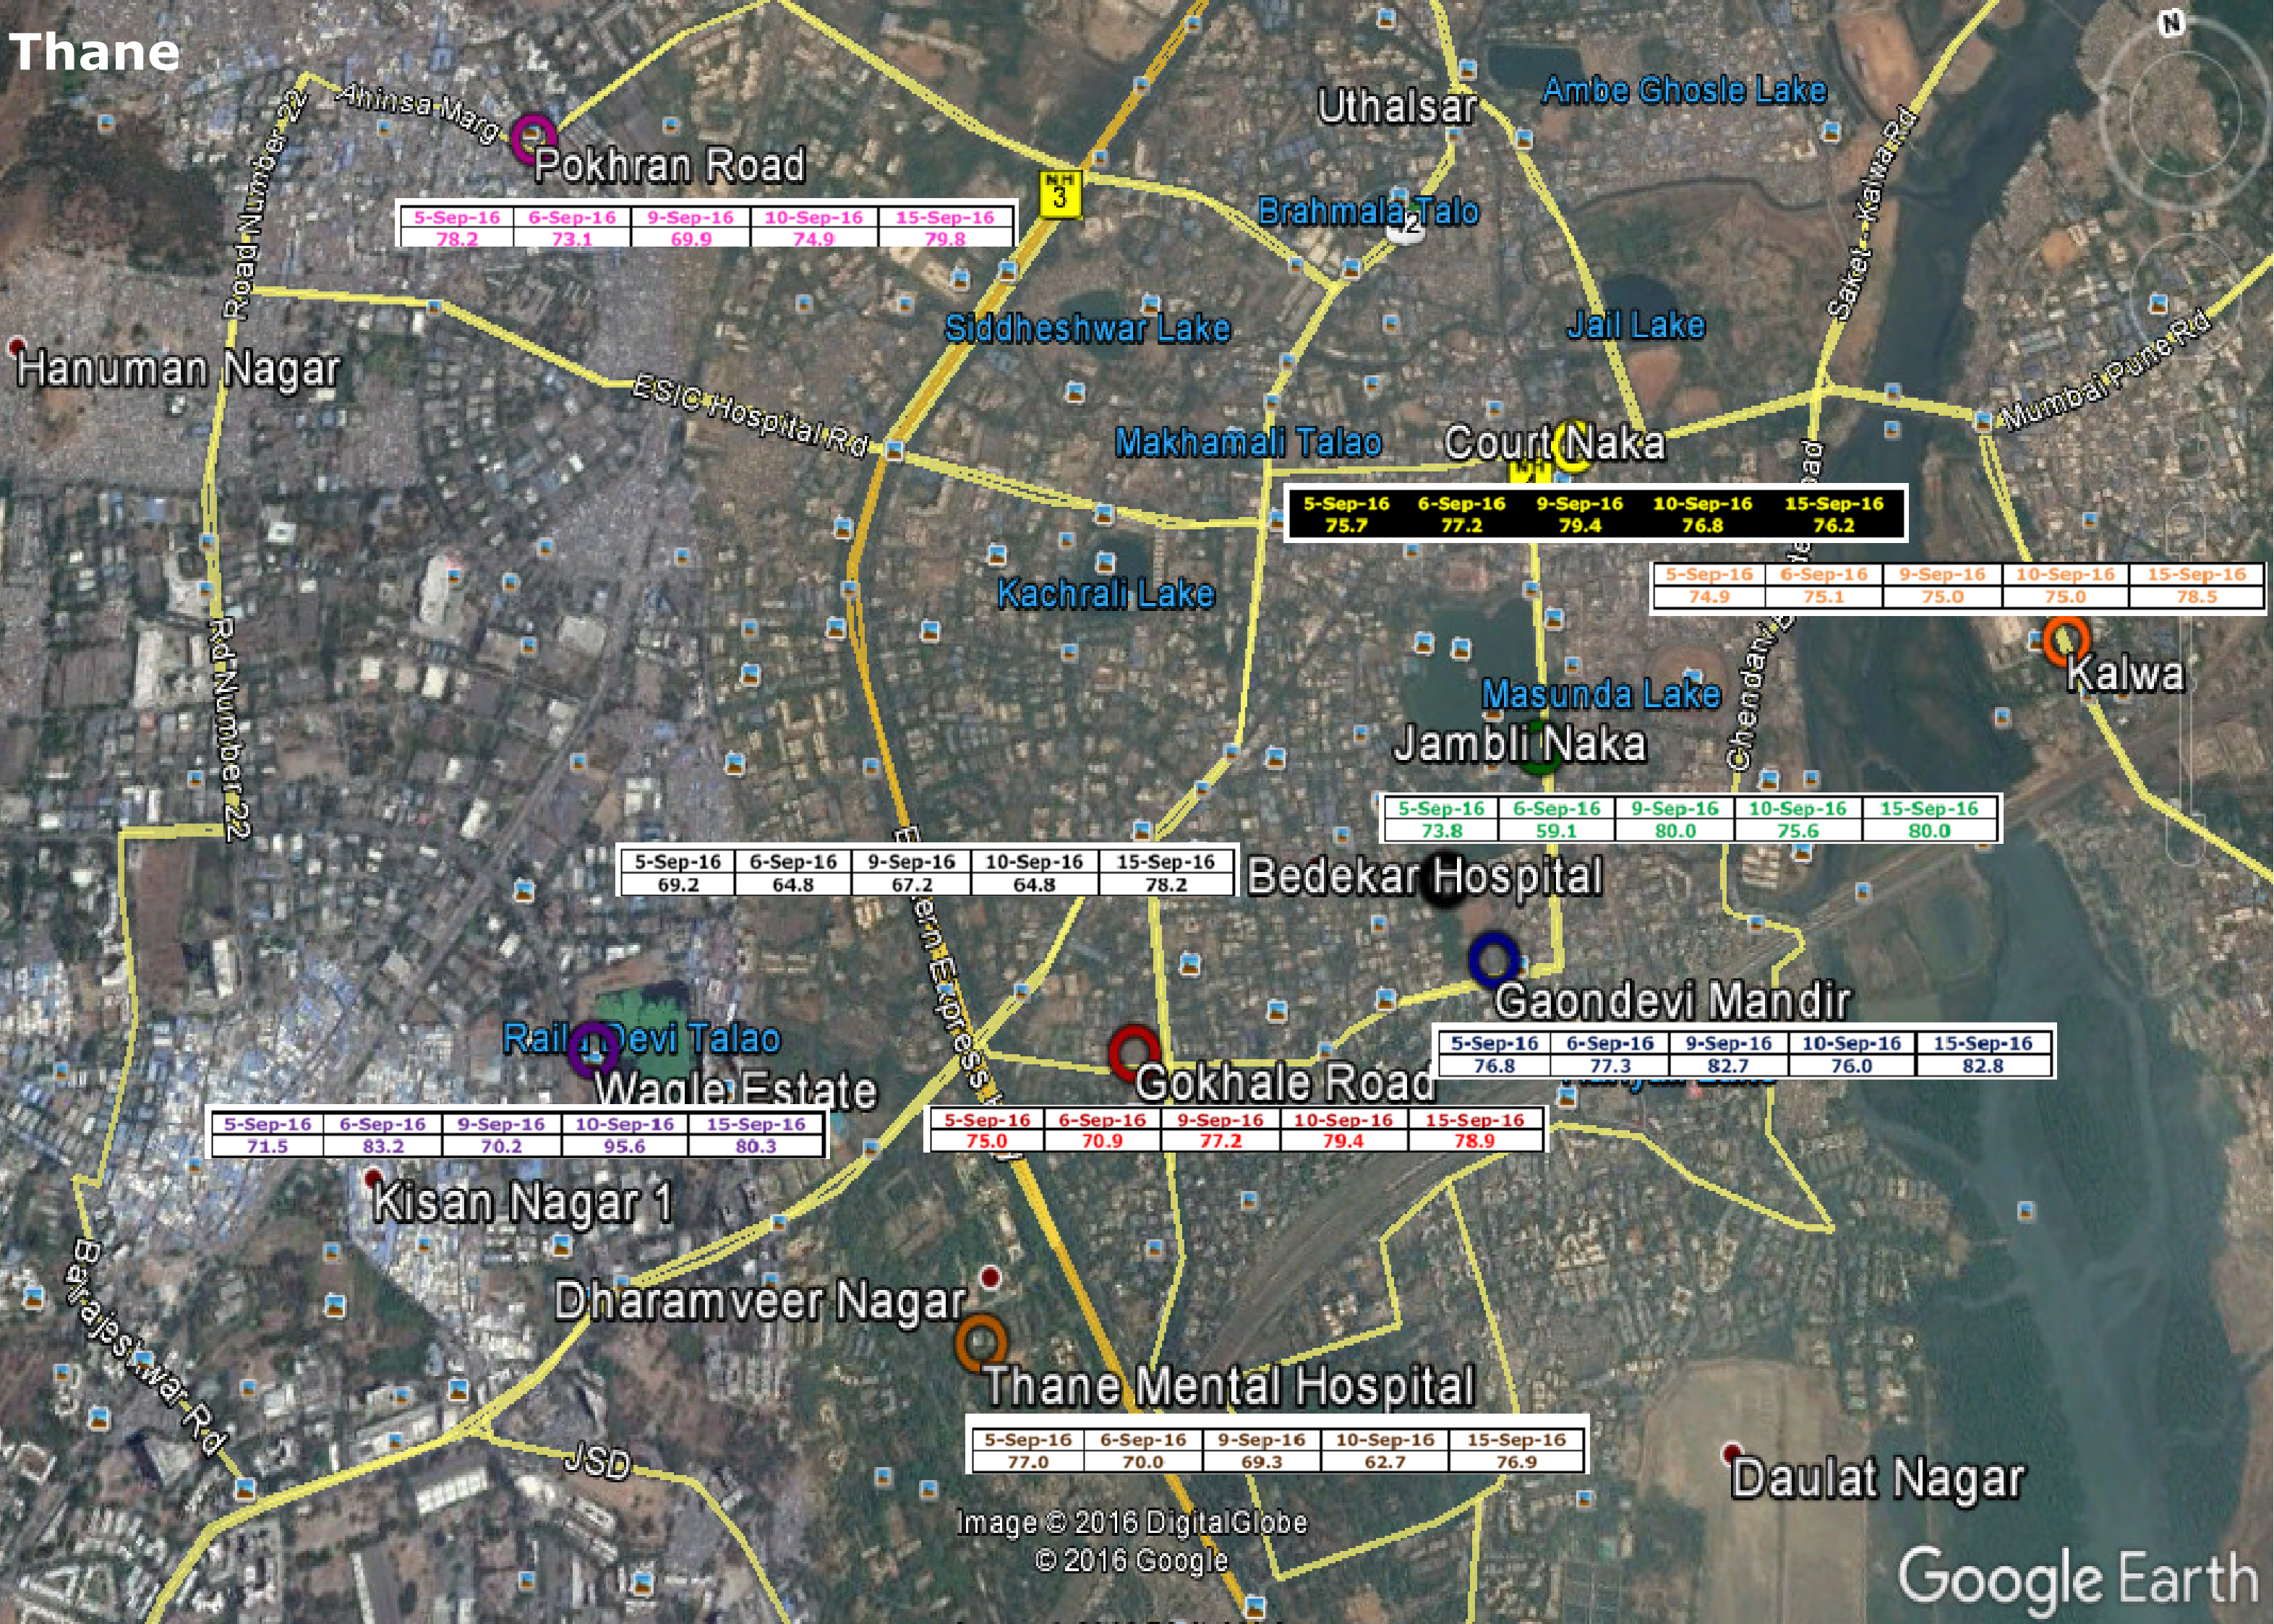 Thane
N
Uthalsar
Ambe Ghosle Lake
Ahinsa Marg
Pokhran Road
Road Number 22
NH
3
Brahmala Talo
42
Saket - Kalwa Rd
5-Sep-16 6-Sep-16 9-Sep-16 10-Sep-16 15-Sep-16
78.2 73.1 69.9 74.9 79.8
Siddheshwar Lake
Jail Lake
Mumbai Pune Rd
Hanuman Nagar
ESIC Hospital Rd
Makhamali Talao
Court Naka
NH
5-Sep-16 6-Sep-16 9-Sep-16 10-Sep-16 15-Sep-16
75.7 77.2 79.4 76.8 76.2
Kachrali Lake
5-Sep-16 6-Sep-16 9-Sep-16 10-Sep-16 15-Sep-16
74.9 75.1 75.0 75.0 78.5
Kalwa
Rd Number 22
Masunda Lake
Chendani
Jambli Naka
5-Sep-16 6-Sep-16 9-Sep-16 10-Sep-16 15-Sep-16
73.8 59.1 80.0 75.6 80.0
5-Sep-16 6-Sep-16 9-Sep-16 10-Sep-16 15-Sep-16
69.2 64.8 67.2 64.8 78.2
Bedekar Hospital
Express
Gaondevi Mandir
5-Sep-16 6-Sep-16 9-Sep-16 10-Sep-16 15-Sep-16
76.8 77.3 82.7 76.0 82.8
Raila Devi Talao
Wagle Estate
5-Sep-16 6-Sep-16 9-Sep-16 10-Sep-16 15-Sep-16
71.5 83.2 70.2 95.6 80.3
Gokhale Road
5-Sep-16 6-Sep-16 9-Sep-16 10-Sep-16 15-Sep-16
75.0 70.9 77.2 79.4 78.9
Kisan Nagar 1
Dharamveer Nagar
Barajeshwar Rd
Thane Mental Hospital
5-Sep-16 6-Sep-16 9-Sep-16 10-Sep-16 15-Sep-16
77.0 70.0 69.3 62.7 76.9
JSD
Daulat Nagar
Image © 2016 DigitalGlobe
© 2016 Google
Google Earth